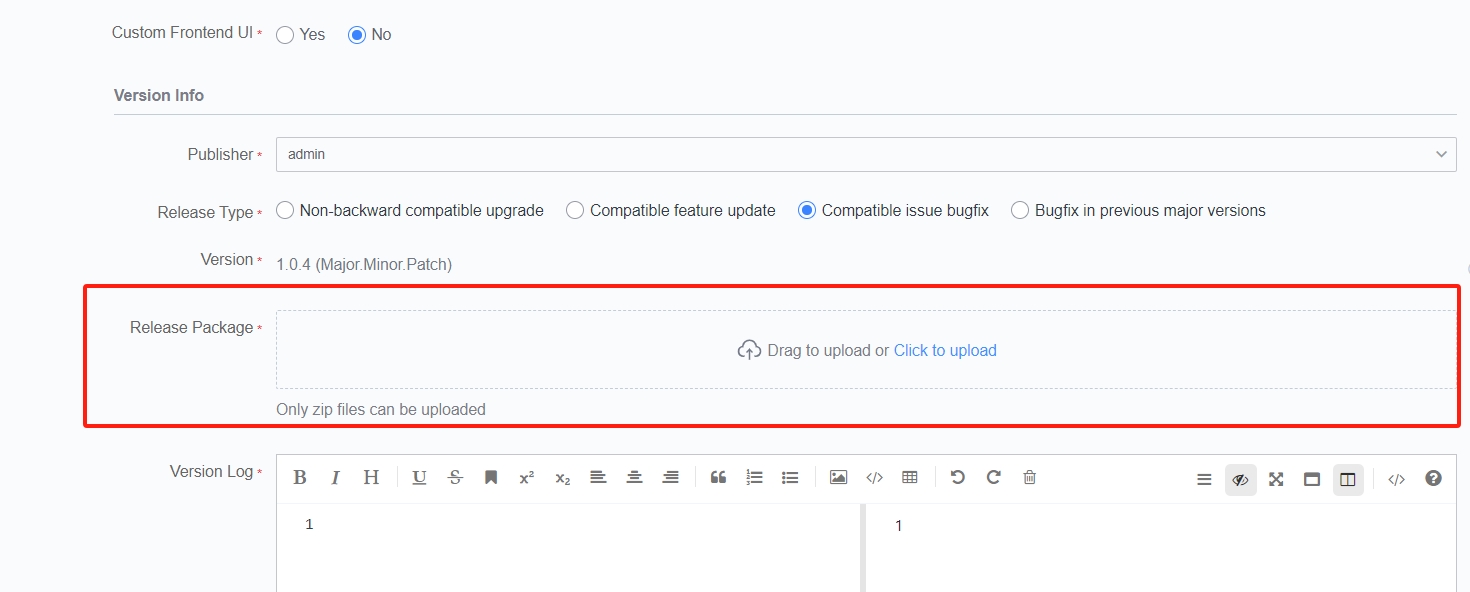 Custom Frontend UI * Yes No
Version Info
Publisher * admin
Release Type * Non-backward compatible upgrade Compatible feature update Compatible issue bugfix Bugfix in previous major versions
Version * 1.0.4 (Major.Minor.Patch)
Release Package * Drag to upload or Click to upload
Only zip files can be uploaded
Version Log * B I H U S x² x₂
1 1